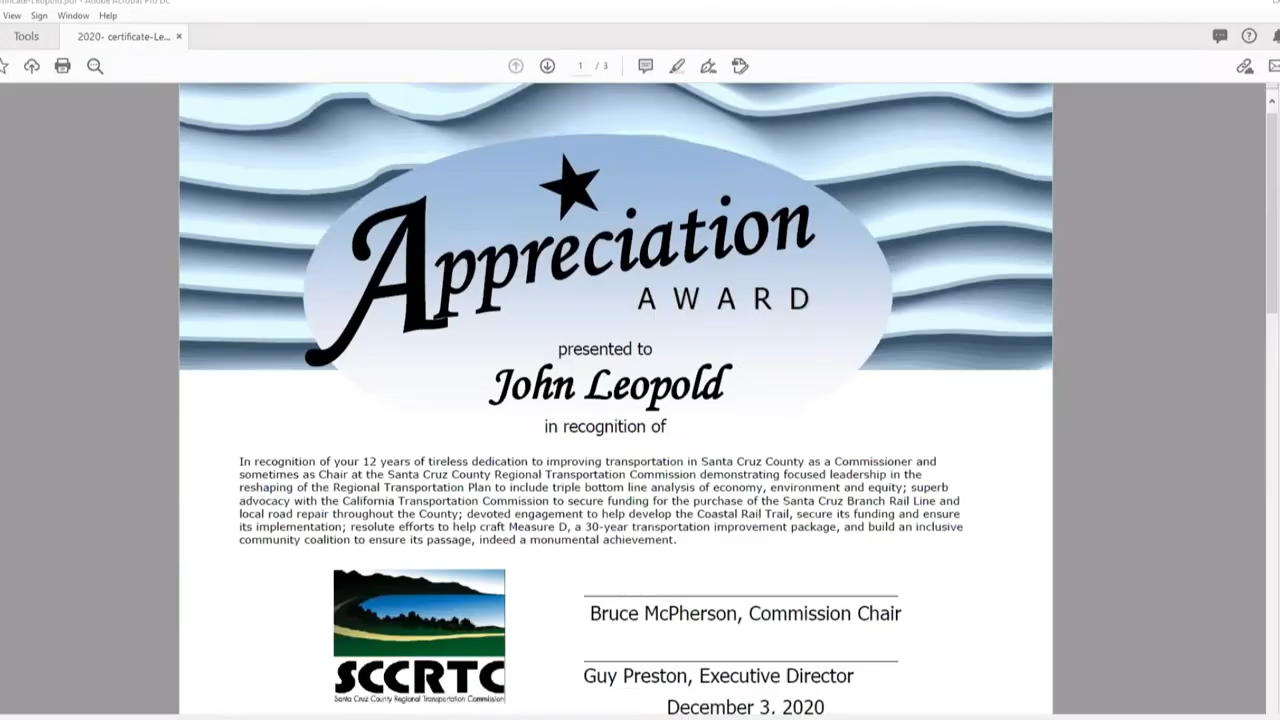 View Sign Window Help
Tools 2020- certificate-Le... ×
1 / 3
Appreciation
AWARD
presented to
John Leopold
in recognition of
In recognition of your 12 years of tireless dedication to improving transportation in Santa Cruz County as a Commissioner and
sometimes as Chair at the Santa Cruz County Regional Transportation Commission demonstrating focused leadership in the
reshaping of the Regional Transportation Plan to include triple bottom line analysis of economy, environment and equity; superb
advocacy with the California Transportation Commission to secure funding for the purchase of the Santa Cruz Branch Rail Line and
local road repair throughout the County; devoted engagement to help develop the Coastal Rail Trail, secure its funding and ensure
its implementation; resolute efforts to help craft Measure D, a 30-year transportation improvement package, and build an inclusive
community coalition to ensure its passage, indeed a monumental achievement.
SCCRTC
Santa Cruz County Regional Transportation Commission
Bruce McPherson, Commission Chair
Guy Preston, Executive Director
December 3, 2020